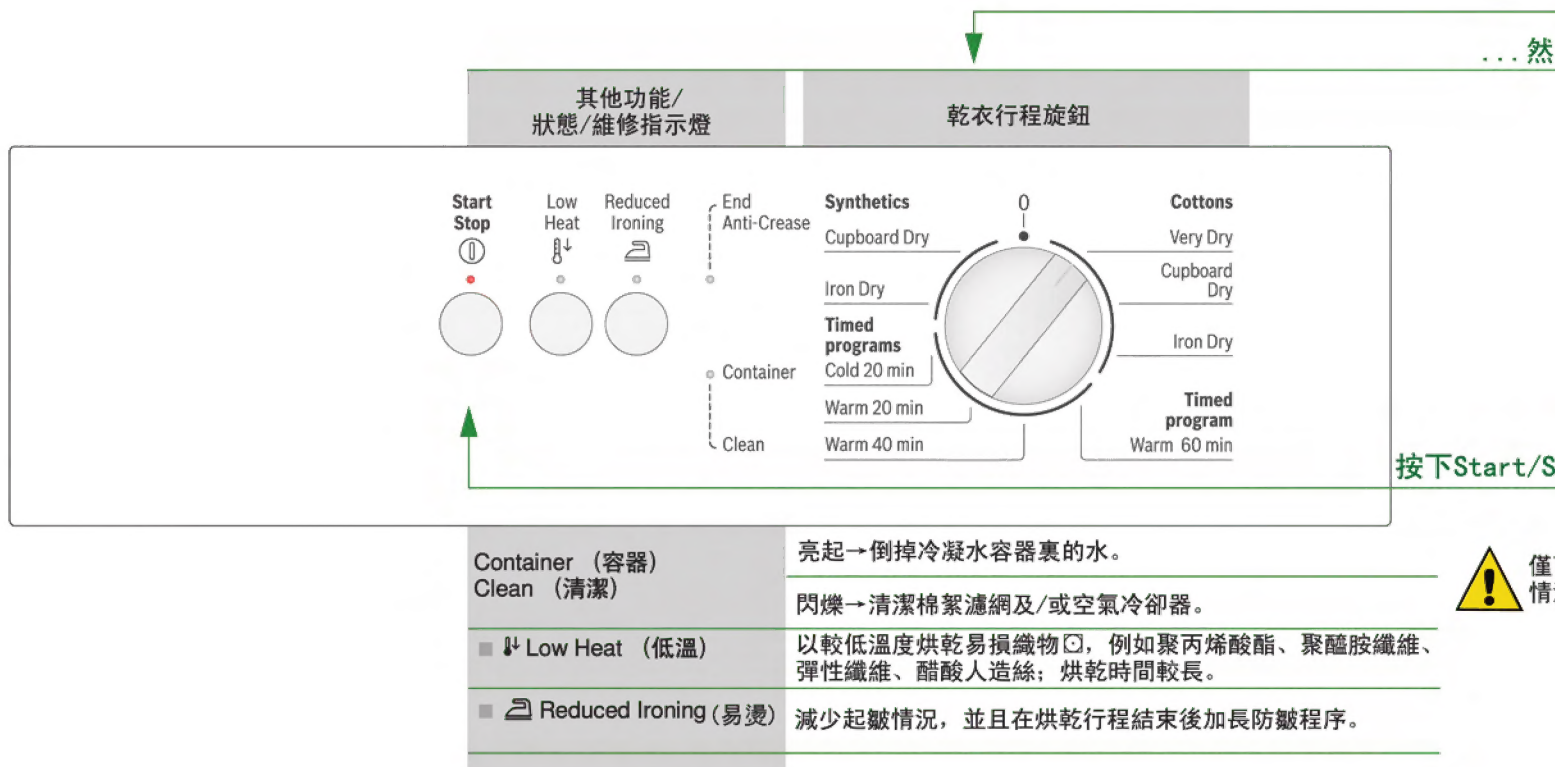 ...然
其他功能/
狀態/維修指示燈
乾衣行程旋鈕
Start
Stop
Low
Heat
Reduced
Ironing
End
Anti-Crease
Container
Clean
Synthetics
Cupboard Dry
Iron Dry
Timed
programs
Cold 20 min
Warm 20 min
Warm 40 min
0
Cottons
Very Dry
Cupboard
Dry
Iron Dry
Timed
program
Warm 60 min
按下Start/S
Container （容器）
Clean （清潔）
亮起→倒掉冷凝水容器裏的水。
閃爍→清潔棉絮濾網及/或空氣冷卻器。
Low Heat （低溫）
以較低溫度烘乾易損織物，例如聚丙烯酸酯、聚醯胺纖維、
彈性纖維、醋酸人造絲；烘乾時間較長。
Reduced Ironing (易燙)
減少起皺情況，並且在烘乾行程結束後加長防皺程序。
僅
情